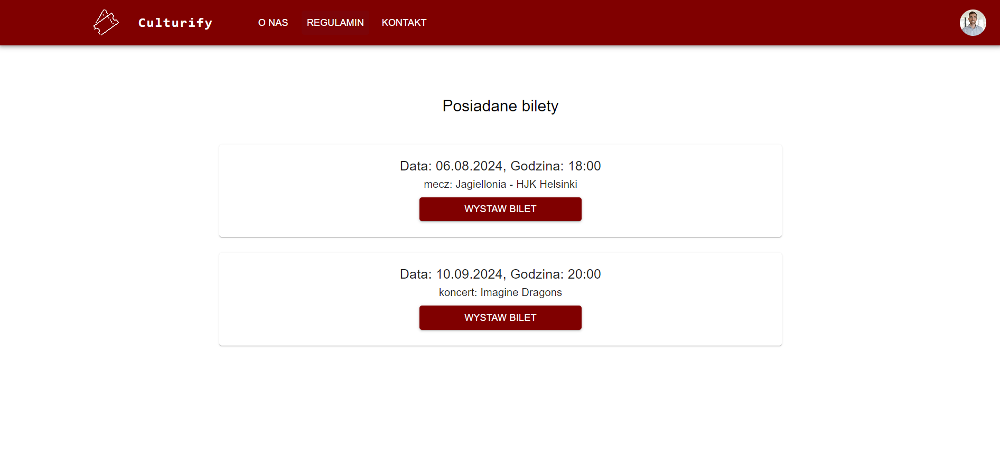 Culturify
O NAS
REGULAMIN
KONTAKT
Posiadane bilety
Data: 06.08.2024, Godzina: 18:00
mecz: Jagiellonia - HJK Helsinki
WYSTAW BILET
Data: 10.09.2024, Godzina: 20:00
koncert: Imagine Dragons
WYSTAW BILET